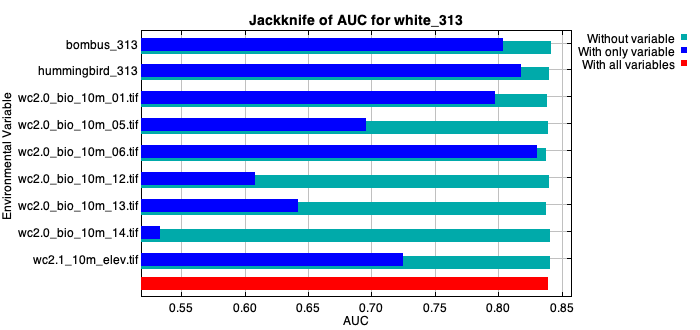 Jackknife of AUC for white_313
Environmental Variable
bombus_313
hummingbird_313
wc2.0_bio_10m_01.tif
wc2.0_bio_10m_05.tif
wc2.0_bio_10m_06.tif
wc2.0_bio_10m_12.tif
wc2.0_bio_10m_13.tif
wc2.0_bio_10m_14.tif
wc2.1_10m_elev.tif
0.55 0.60 0.65 0.70 0.75 0.80 0.85
AUC
Without variable
With only variable
With all variables